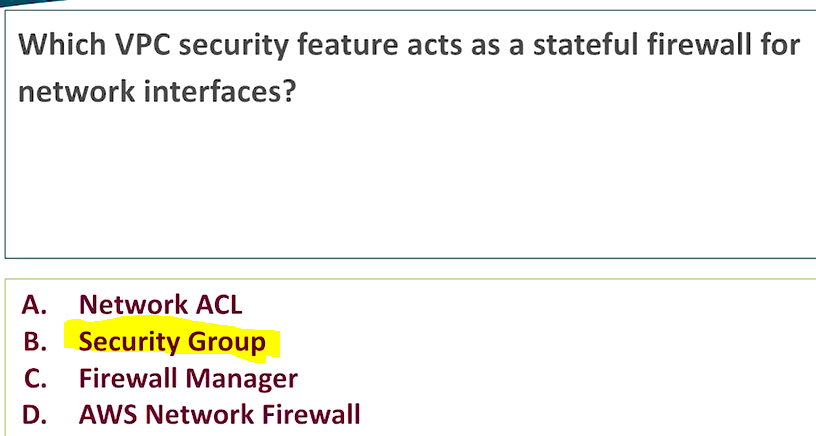 Which VPC security feature acts as a stateful firewall for
network interfaces?
A. Network ACL
B. Security Group
C. Firewall Manager
D. AWS Network Firewall